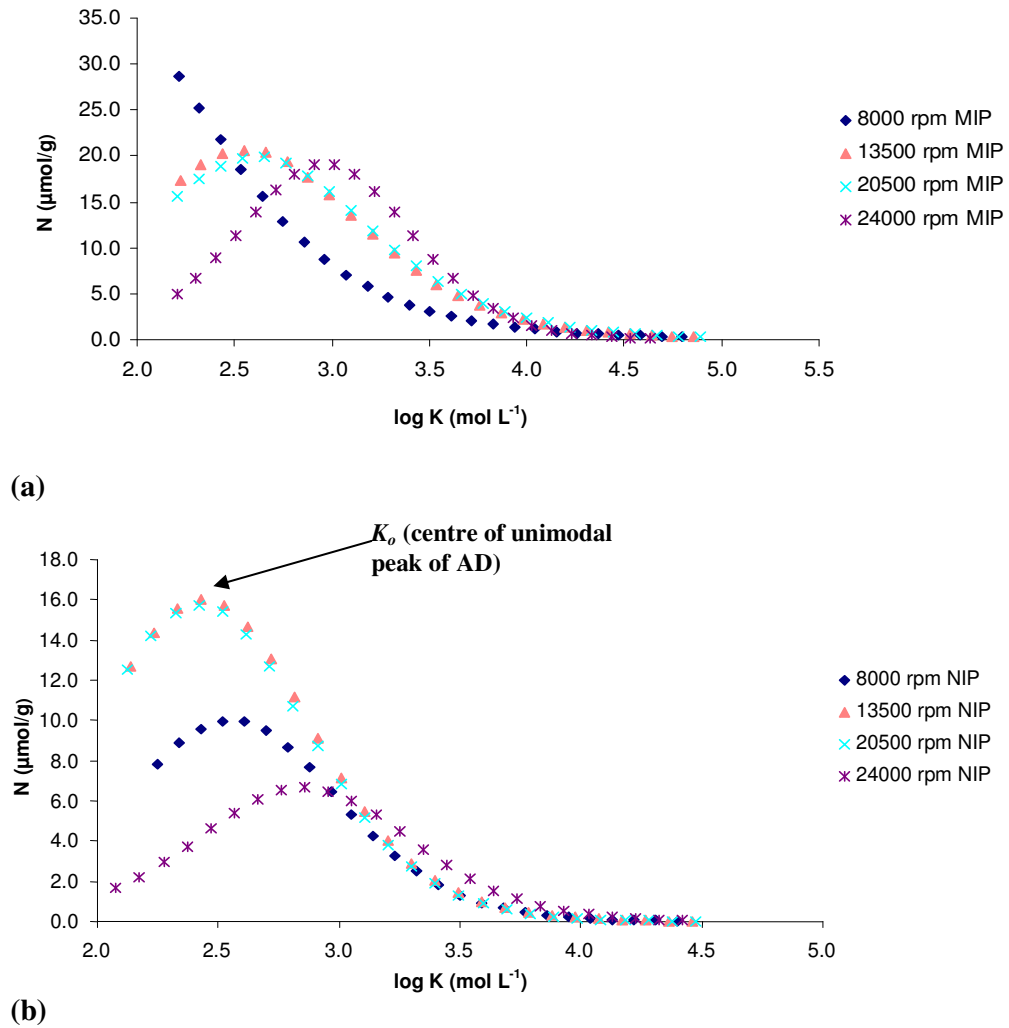 35.0
30.0
25.0
20.0
15.0
10.0
5.0
0.0
N (µmol/g)
2.0 2.5 3.0 3.5 4.0 4.5 5.0 5.5
log K (mol L⁻¹)
8000 rpm MIP
13500 rpm MIP
20500 rpm MIP
24000 rpm MIP
(a)
Kₒ (centre of unimodal
peak of AD)
18.0
16.0
14.0
12.0
10.0
8.0
6.0
4.0
2.0
0.0
N (µmol/g)
2.0 2.5 3.0 3.5 4.0 4.5 5.0
log K (mol L⁻¹)
8000 rpm NIP
13500 rpm NIP
20500 rpm NIP
24000 rpm NIP
(b)